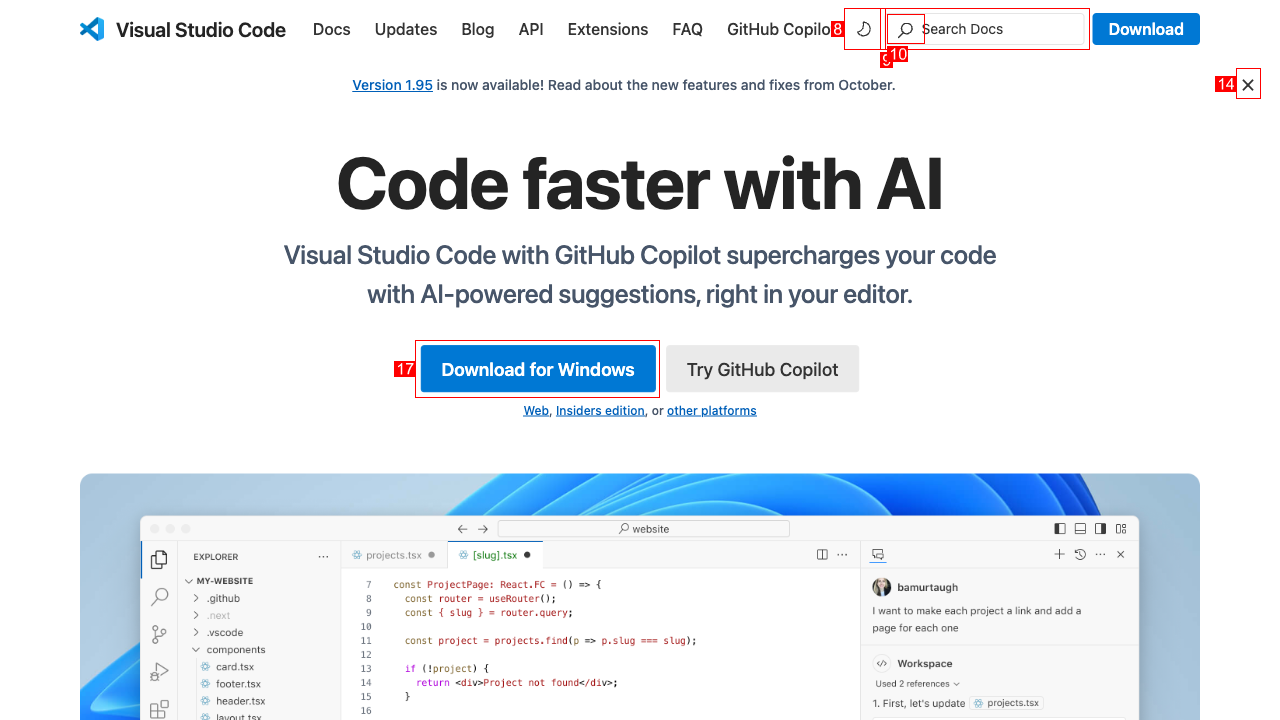 Visual Studio Code Docs Updates Blog API Extensions FAQ GitHub Copilo 8 9 10 Search Docs Download
Version 1.95 is now available! Read about the new features and fixes from October. 14
Code faster with AI
Visual Studio Code with GitHub Copilot supercharges your code
with AI-powered suggestions, right in your editor.
17 Download for Windows Try GitHub Copilot
Web, Insiders edition, or other platforms
website
EXPLORER ···
MY-WEBSITE
.github
.next
.vscode
components
card.tsx
footer.tsx
header.tsx
layout.tsx
projects.tsx
[slug].tsx
7 const ProjectPage: React.FC = () => {
8 const router = useRouter();
9 const { slug } = router.query;
10
11 const project = projects.find(p => p.slug === slug);
12
13 if (!project) {
14 return <div>Project not found</div>;
15 }
16
bamurtaugh
I want to make each project a link and add a
page for each one
Workspace
Used 2 references
1. First, let's update projects.tsx